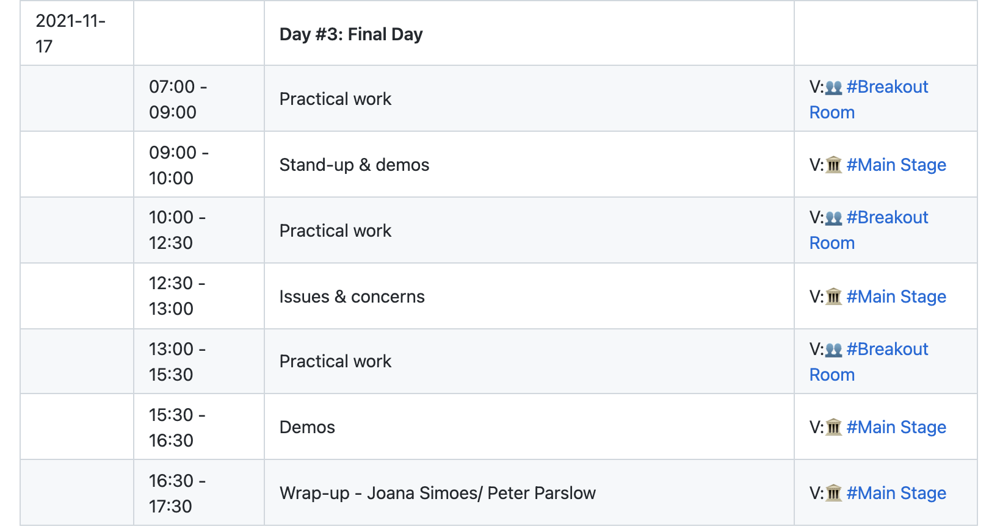 2021-11-
17
Day #3: Final Day
07:00 -
09:00
Practical work
V:👥 #Breakout
Room
09:00 -
10:00
Stand-up & demos
V:🏛️ #Main Stage
10:00 -
12:30
Practical work
V:👥 #Breakout
Room
12:30 -
13:00
Issues & concerns
V:🏛️ #Main Stage
13:00 -
15:30
Practical work
V:👥 #Breakout
Room
15:30 -
16:30
Demos
V:🏛️ #Main Stage
16:30 -
17:30
Wrap-up - Joana Simoes/ Peter Parslow
V:🏛️ #Main Stage